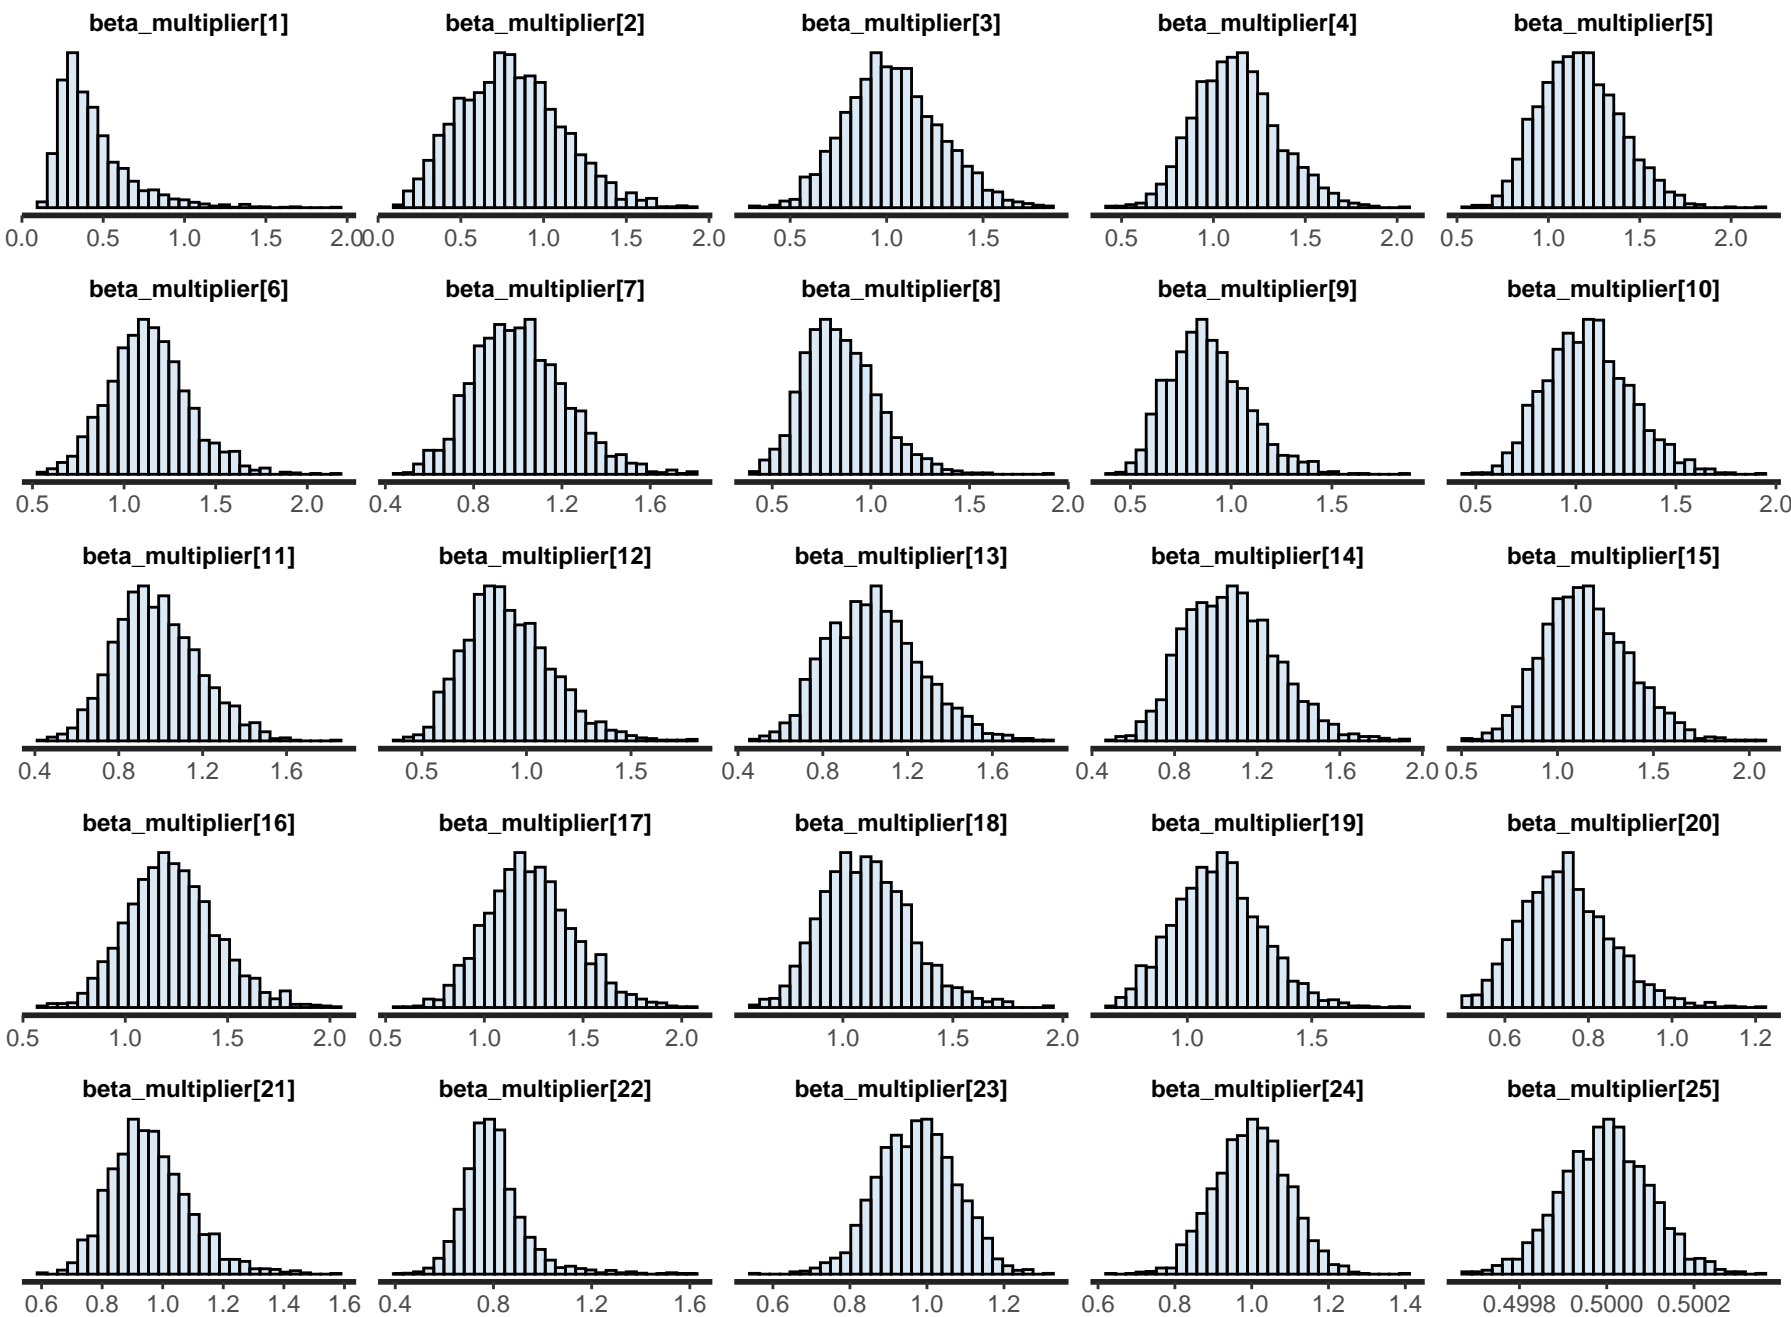 beta_multiplier[1] beta_multiplier[2] beta_multiplier[3] beta_multiplier[4] beta_multiplier[5]
0.0 0.5 1.0 1.5 2.0 0.0 0.5 1.0 1.5 2.0 0.5 1.0 1.5 0.5 1.0 1.5 2.0 0.5 1.0 1.5 2.0
beta_multiplier[6] beta_multiplier[7] beta_multiplier[8] beta_multiplier[9] beta_multiplier[10]
0.5 1.0 1.5 2.0 0.4 0.8 1.2 1.6 0.5 1.0 1.5 2.0 0.5 1.0 1.5 0.5 1.0 1.5 2.0
beta_multiplier[11] beta_multiplier[12] beta_multiplier[13] beta_multiplier[14] beta_multiplier[15]
0.4 0.8 1.2 1.6 0.5 1.0 1.5 0.4 0.8 1.2 1.6 0.4 0.8 1.2 1.6 2.0 0.5 1.0 1.5 2.0
beta_multiplier[16] beta_multiplier[17] beta_multiplier[18] beta_multiplier[19] beta_multiplier[20]
0.5 1.0 1.5 2.0 0.5 1.0 1.5 2.0 1.0 1.5 2.0 1.0 1.5 0.6 0.8 1.0 1.2
beta_multiplier[21] beta_multiplier[22] beta_multiplier[23] beta_multiplier[24] beta_multiplier[25]
0.6 0.8 1.0 1.2 1.4 1.6 0.4 0.8 1.2 1.6 0.6 0.8 1.0 1.2 0.6 0.8 1.0 1.2 1.4 0.4998 0.5000 0.5002